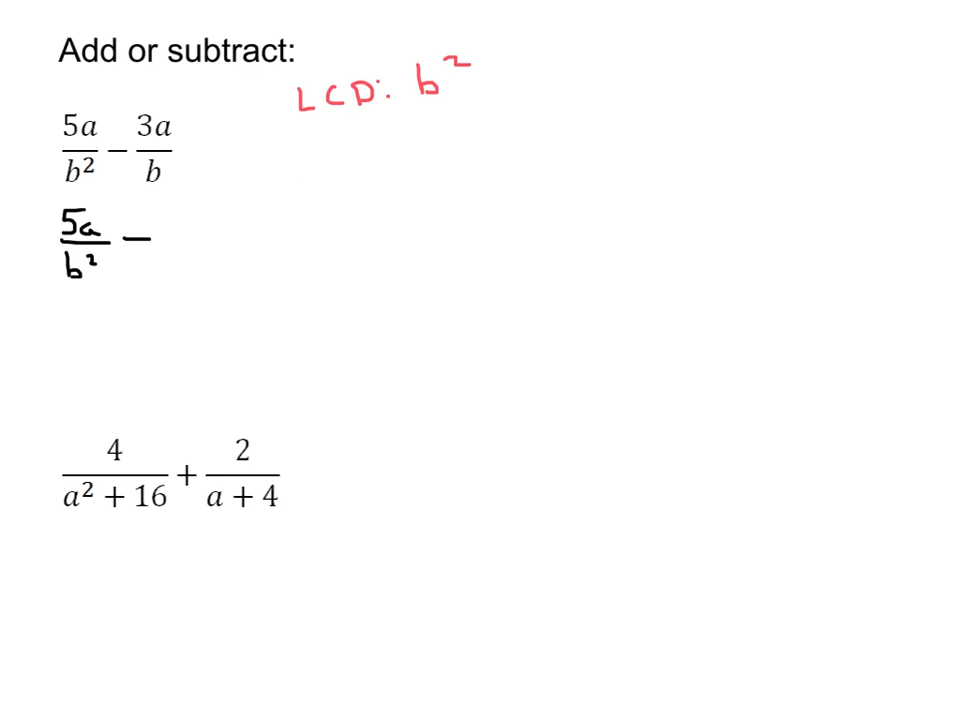 Add or subtract:
LCD: b²
5a/b² − 3a/b
5a/b² −
4/(a² + 16) + 2/(a + 4)